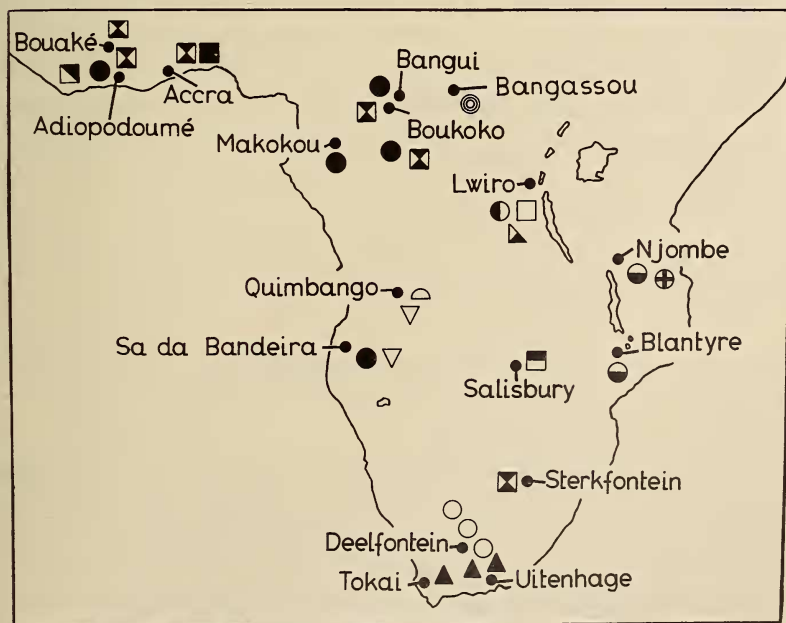 Bouaké
Adiopodoumé
Accra
Bangui
Bangassou
Boukoko
Makokou
Lwiro
Njombe
Quimbango
Sa da Bandeira
Blantyre
Salisbury
Sterkfontein
Deelfontein
Tokai
Uitenhage